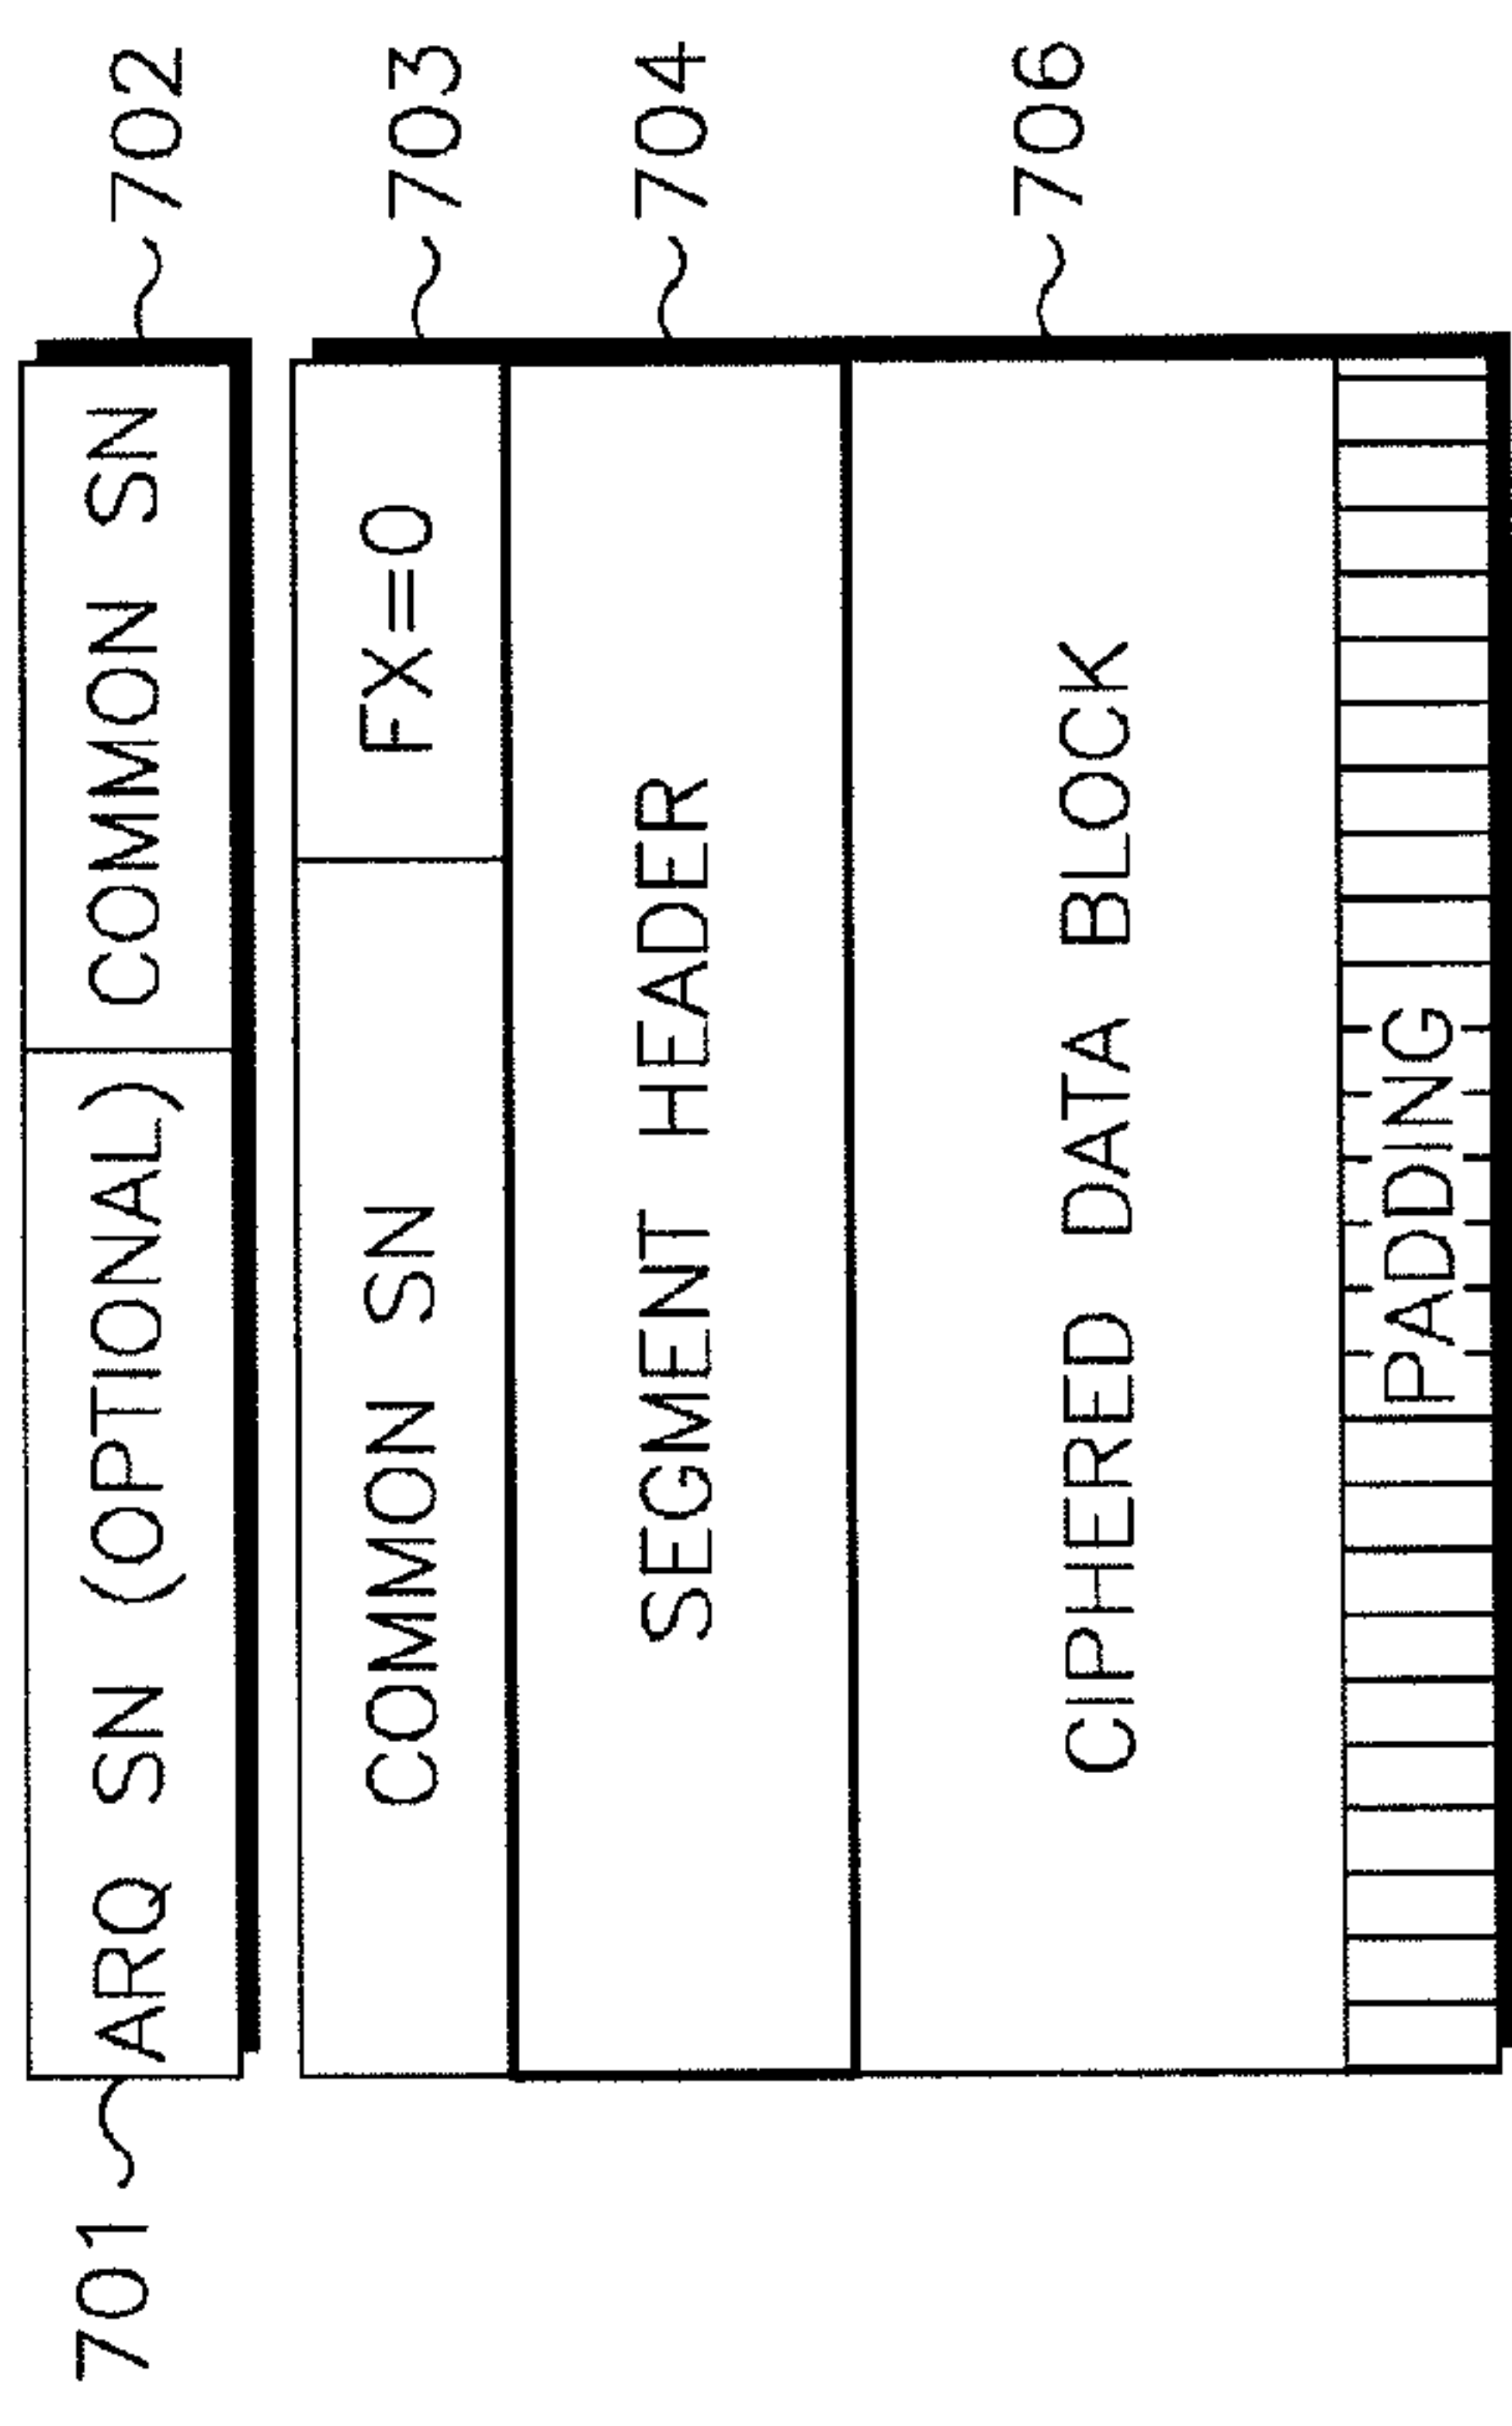 701 ARQ SN (OPTIONAL) COMMON SN 702
COMMON SN FX=0 703
SEGMENT HEADER 704
CIPHERED DATA BLOCK 706
PADDING